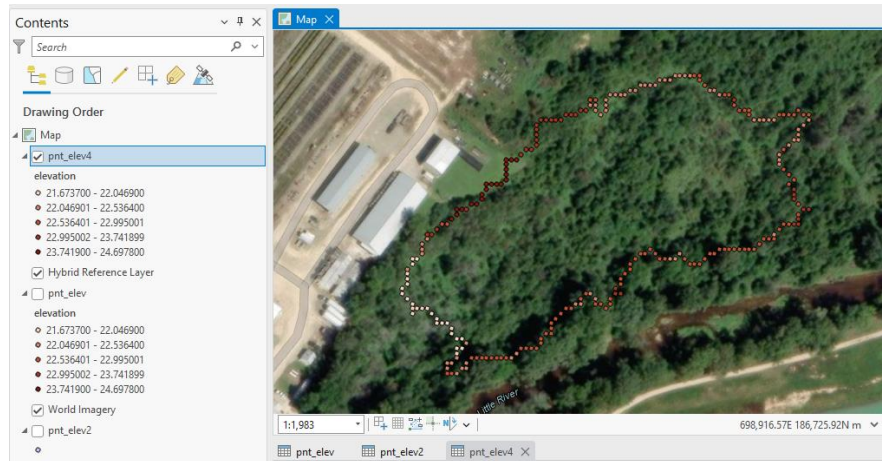 Contents
Search
Drawing Order
Map
pnt_elev4
elevation
21.673700 - 22.046900
22.046901 - 22.536400
22.536401 - 22.995001
22.995002 - 23.741899
23.741900 - 24.697800
Hybrid Reference Layer
pnt_elev
elevation
21.673700 - 22.046900
22.046901 - 22.536400
22.536401 - 22.995001
22.995002 - 23.741899
23.741900 - 24.697800
World Imagery
pnt_elev2
Map
Little River
1:1,983
698,916.57E 186,725.92N m
pnt_elev
pnt_elev2
pnt_elev4